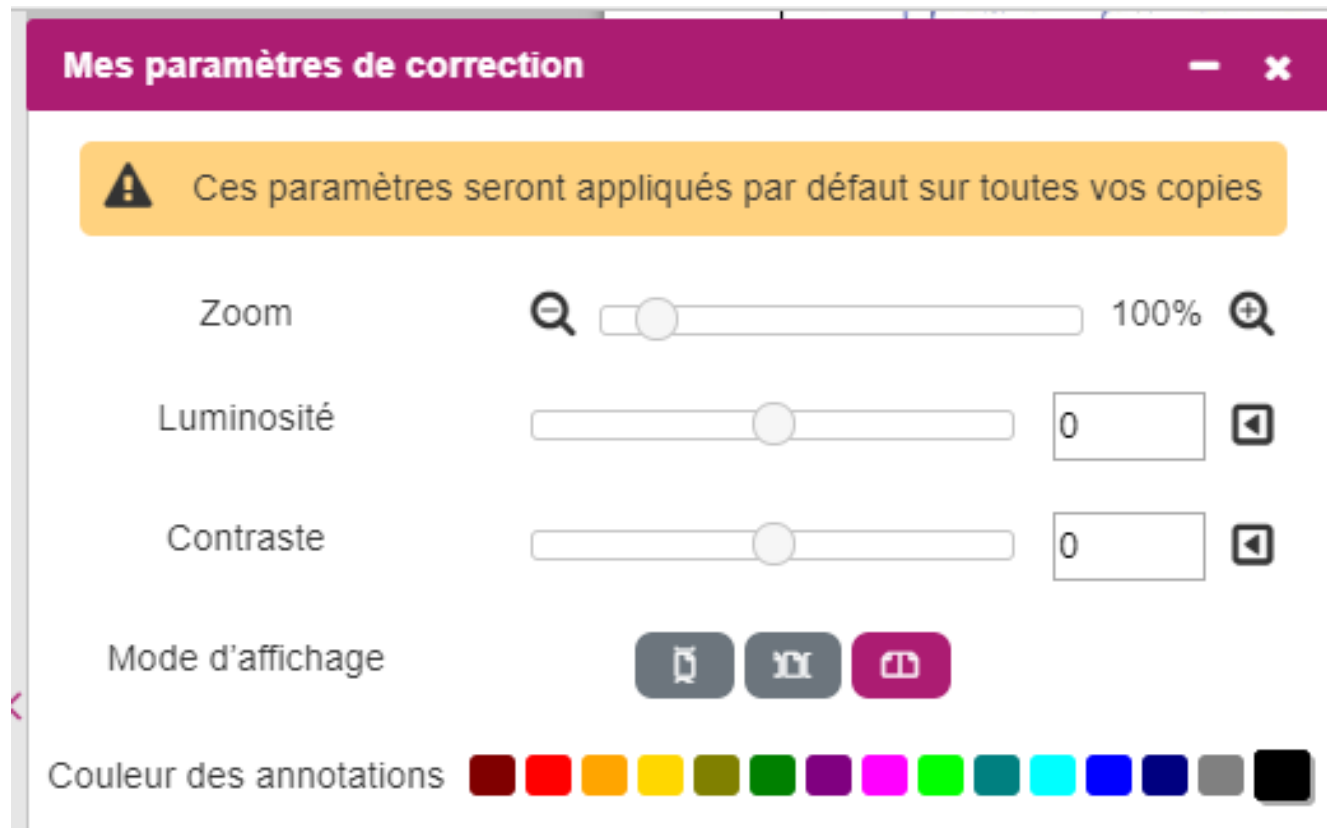 Mes paramètres de correction
Ces paramètres seront appliqués par défaut sur toutes vos copies
Zoom 100%
Luminosité 0
Contraste 0
Mode d’affichage
Couleur des annotations